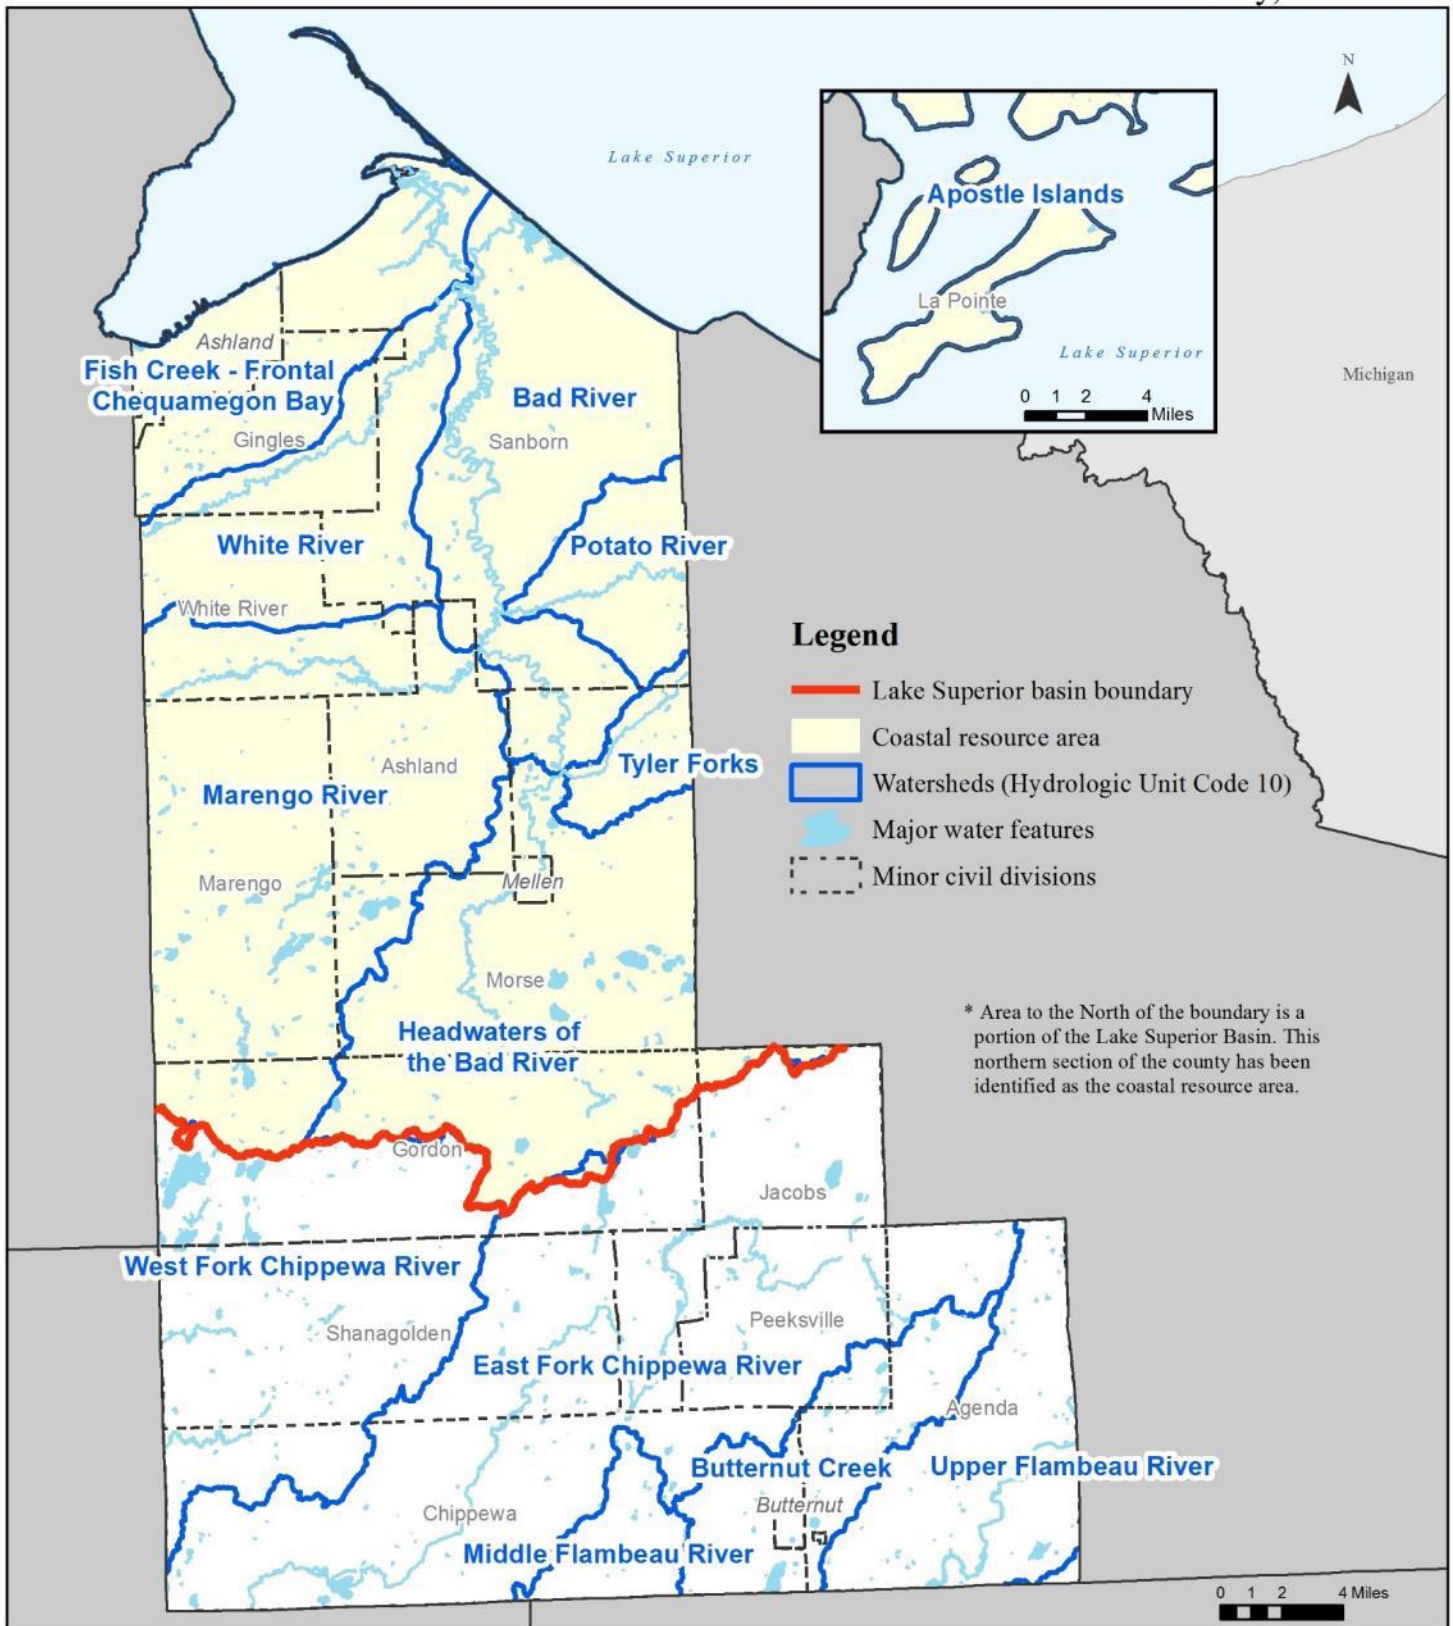 N
Lake Superior
Apostle Islands
La Pointe
Lake Superior
0 1 2 4
Miles
Michigan
Ashland
Fish Creek - Frontal
Chequamegon Bay
Gingles
Bad River
Sanborn
White River
Potato River
White River
Legend
Lake Superior basin boundary
Coastal resource area
Watersheds (Hydrologic Unit Code 10)
Major water features
Minor civil divisions
Ashland
Tyler Forks
Marengo River
Marengo
Mellen
Morse
Headwaters of
the Bad River
* Area to the North of the boundary is a
portion of the Lake Superior Basin. This
northern section of the county has been
identified as the coastal resource area.
Gordon
Jacobs
West Fork Chippewa River
Shanagolden
Peeksville
East Fork Chippewa River
Agenda
Butternut Creek
Upper Flambeau River
Chippewa
Butternut
Middle Flambeau River
0 1 2 4 Miles